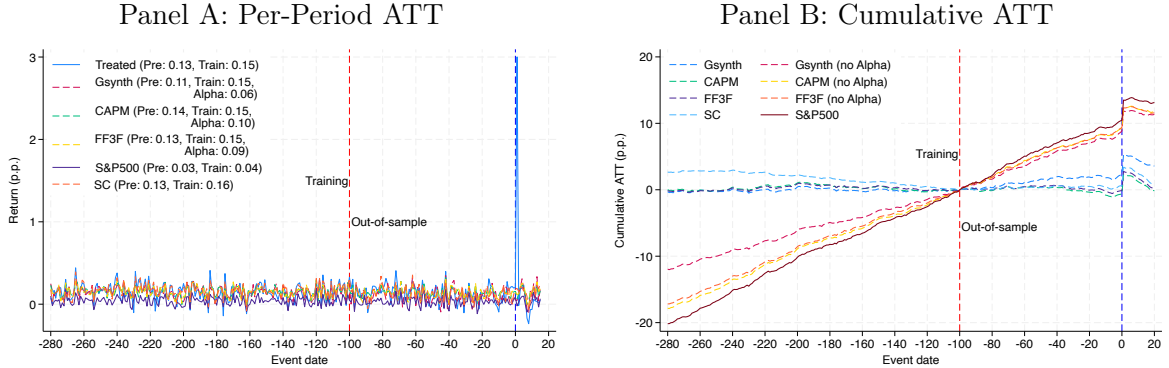 Panel A: Per-Period ATT
3
2
1
0
Return (p.p.)
Treated (Pre: 0.13, Train: 0.15)
Gsynth (Pre: 0.11, Train: 0.15,
Alpha: 0.06)
CAPM (Pre: 0.14, Train: 0.15,
Alpha: 0.10)
FF3F (Pre: 0.13, Train: 0.15,
Alpha: 0.09)
S&P500 (Pre: 0.03, Train: 0.04)
SC (Pre: 0.13, Train: 0.16)
Training
Out-of-sample
-280 -260 -240 -220 -200 -180 -160 -140 -120 -100 -80 -60 -40 -20 0 20
Event date
Panel B: Cumulative ATT
20
10
0
-10
-20
Cumulative ATT (p.p.)
Gsynth Gsynth (no Alpha)
CAPM CAPM (no Alpha)
FF3F FF3F (no Alpha)
SC S&P500
Training
Out-of-sample
-280 -260 -240 -220 -200 -180 -160 -140 -120 -100 -80 -60 -40 -20 0 20
Event date